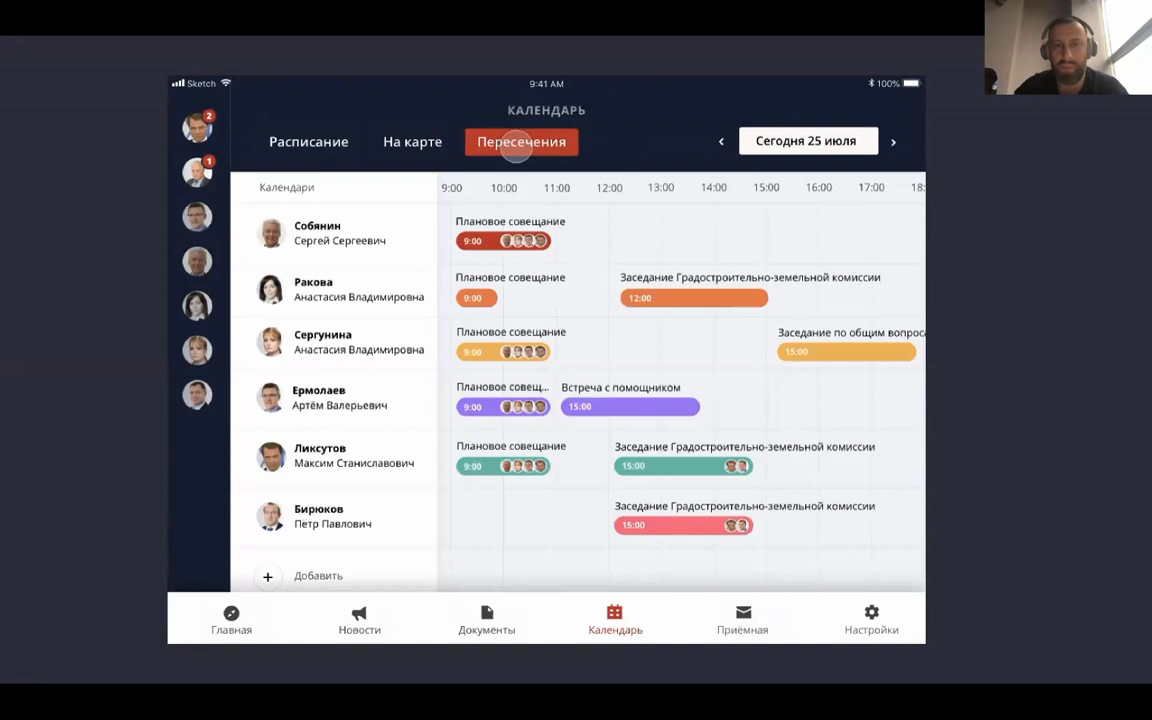 Sketch
9:41 AM
100%
КАЛЕНДАРЬ
2
1
Расписание
На карте
Пересечения
Сегодня 25 июля
Календари
9:00 10:00 11:00 12:00 13:00 14:00 15:00 16:00 17:00 18:
Собянин
Сергей Сергеевич
Плановое совещание
9:00
Ракова
Анастасия Владимировна
Плановое совещание
9:00
Заседание Градостроительно-земельной комиссии
12:00
Сергунина
Анастасия Владимировна
Плановое совещание
9:00
Заседание по общим вопроса
15:00
Ермолаев
Артём Валерьевич
Плановое совещ...
9:00
Встреча с помощником
15:00
Ликсутов
Максим Станиславович
Плановое совещание
9:00
Заседание Градостроительно-земельной комиссии
15:00
Бирюков
Пётр Павлович
Заседание Градостроительно-земельной комиссии
15:00
Добавить
Главная
Новости
Документы
Календарь
Приёмная
Настройки